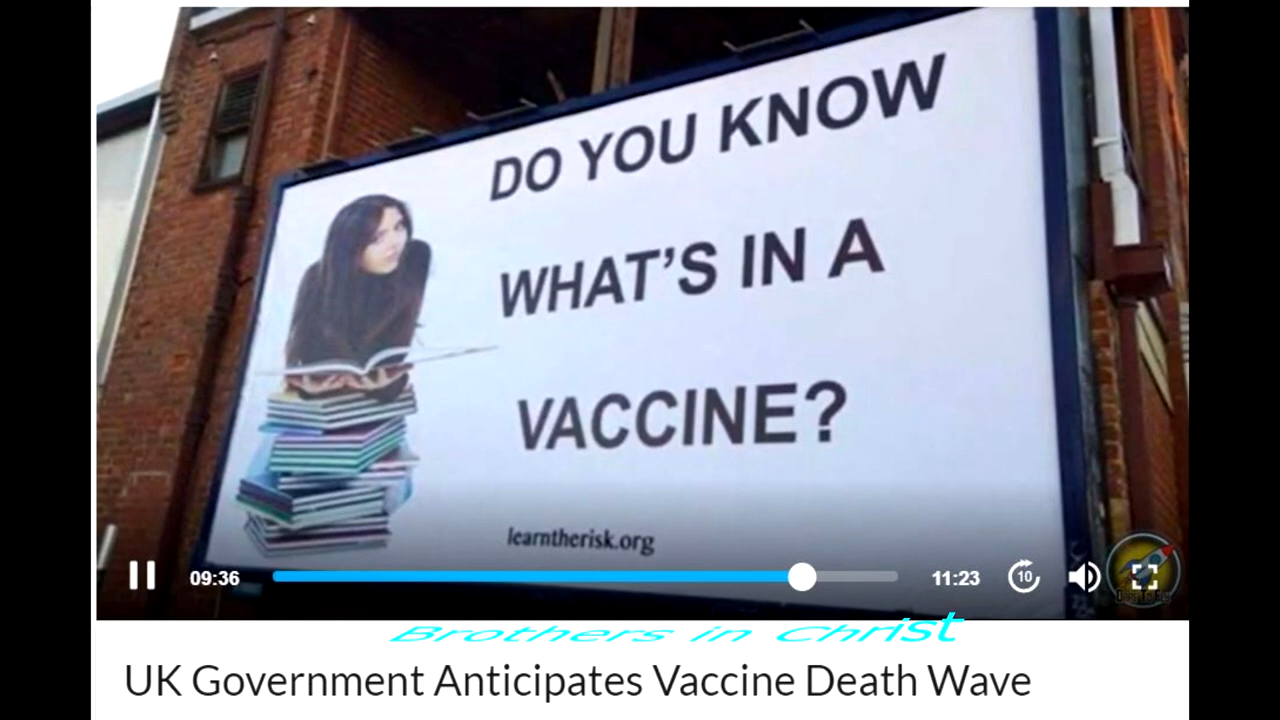 DO YOU KNOW
WHAT'S IN A
VACCINE?
learntherisk.org
09:36
11:23
10
Brothers in Christ
UK Government Anticipates Vaccine Death Wave